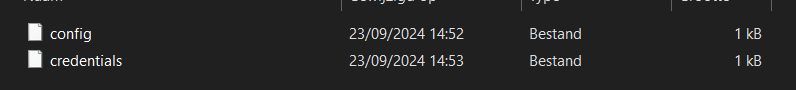 config 23/09/2024 14:52 Bestand 1 kB
credentials 23/09/2024 14:53 Bestand 1 kB